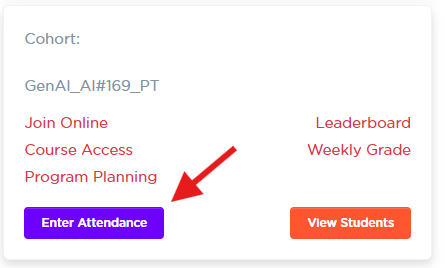 Cohort:
GenAI_AI#169_PT
Join Online
Leaderboard
Course Access
Weekly Grade
Program Planning
Enter Attendance
View Students